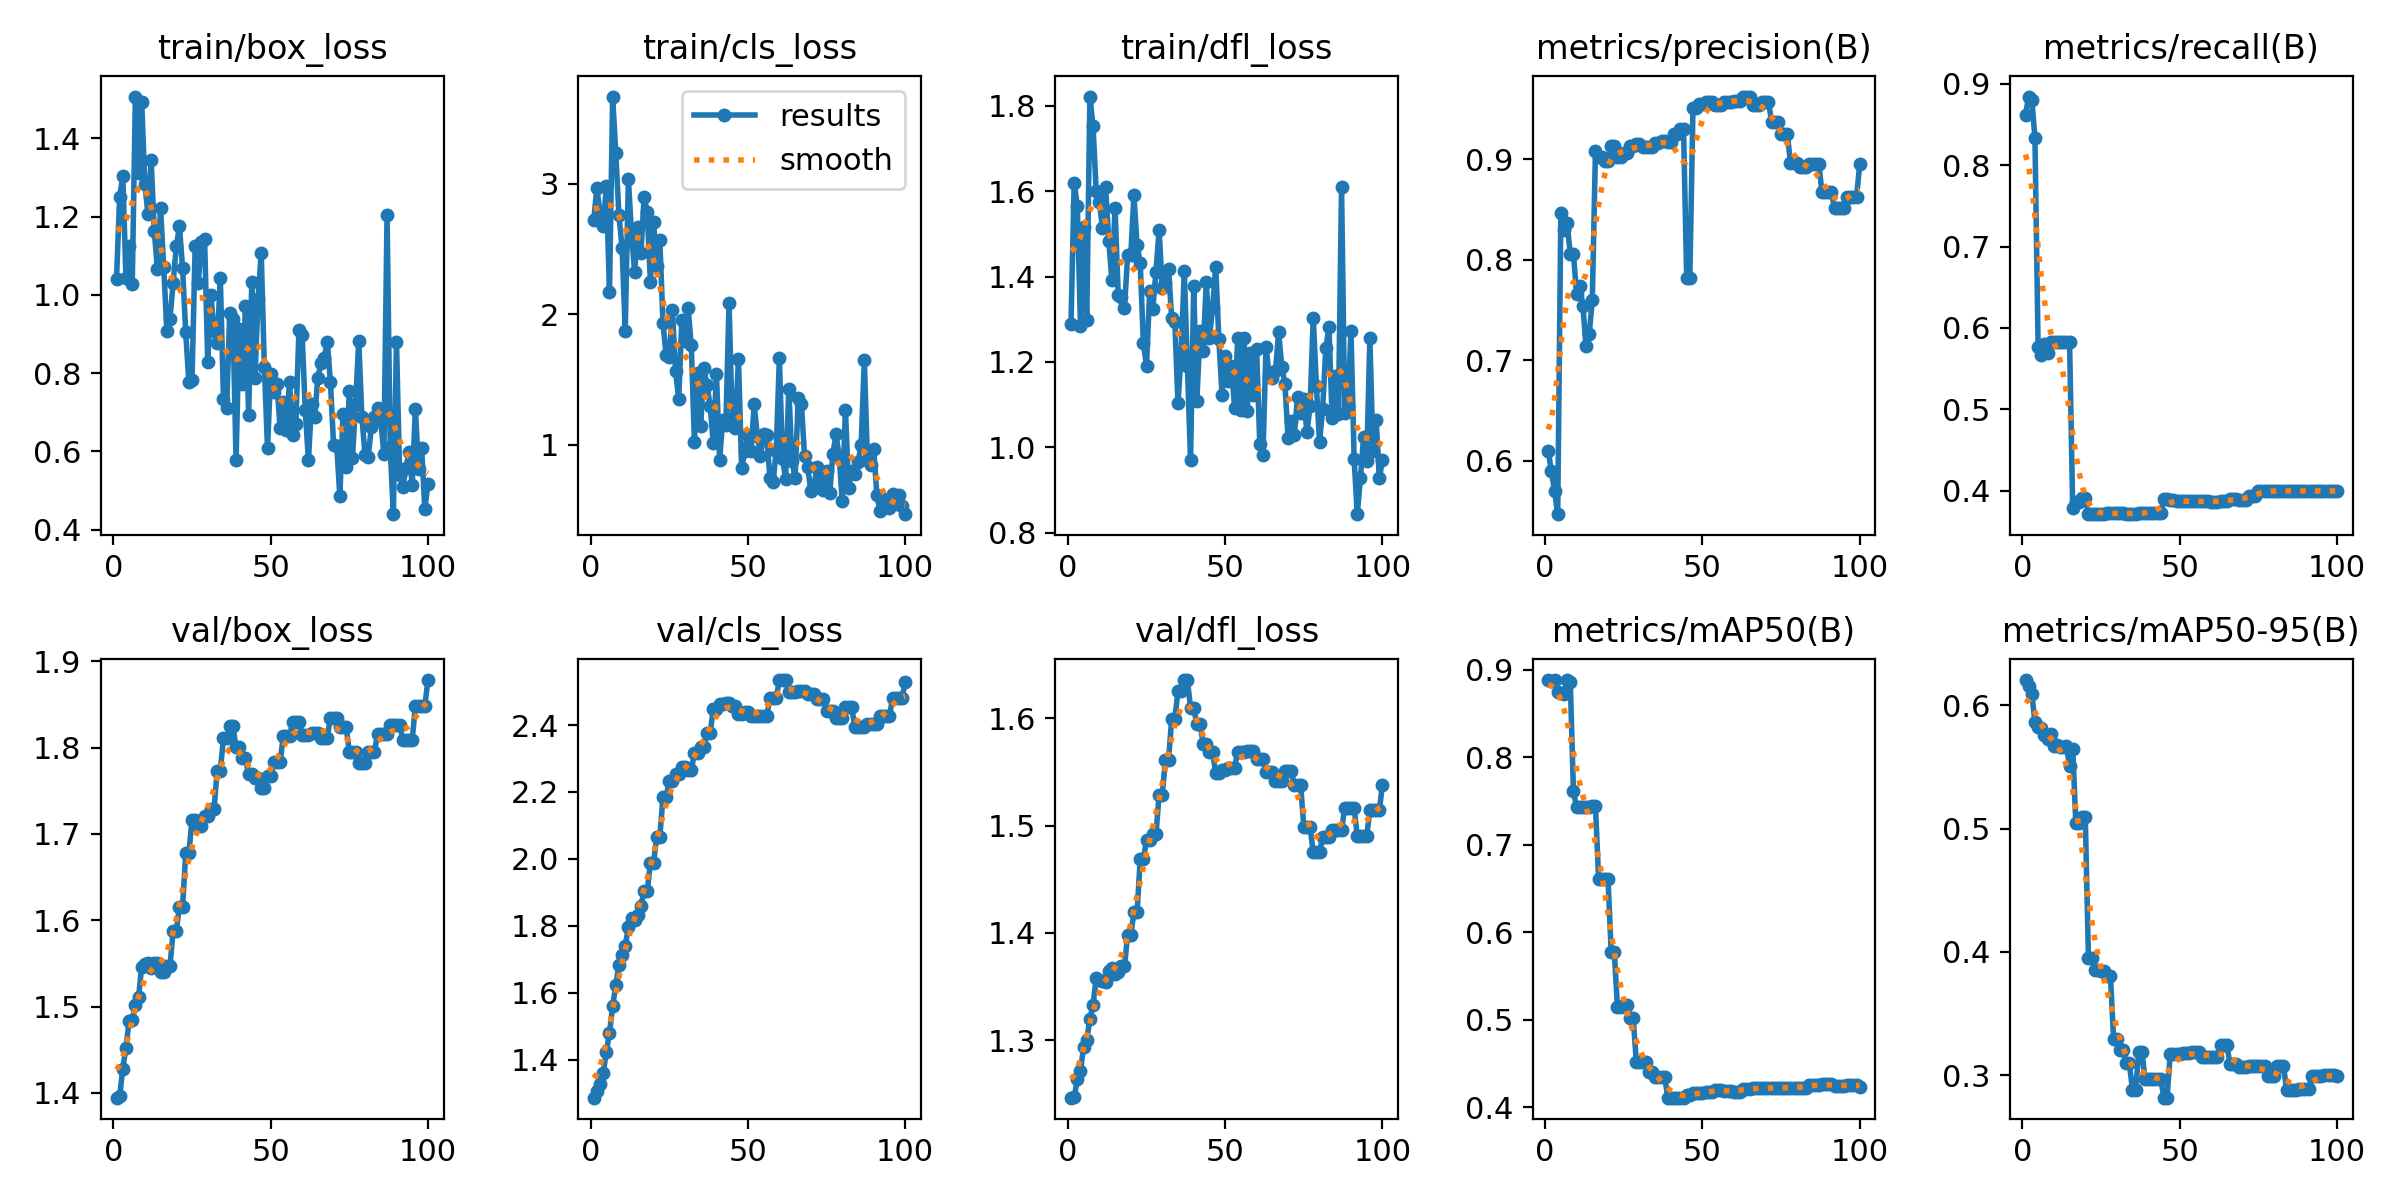 train/box_loss
1.4
1.2
1.0
0.8
0.6
0.4
0 50 100
train/cls_loss
results
smooth
3
2
1
0 50 100
train/dfl_loss
1.8
1.6
1.4
1.2
1.0
0.8
0 50 100
metrics/precision(B)
0.9
0.8
0.7
0.6
0 50 100
metrics/recall(B)
0.9
0.8
0.7
0.6
0.5
0.4
0 50 100
val/box_loss
1.9
1.8
1.7
1.6
1.5
1.4
0 50 100
val/cls_loss
2.4
2.2
2.0
1.8
1.6
1.4
0 50 100
val/dfl_loss
1.6
1.5
1.4
1.3
0 50 100
metrics/mAP50(B)
0.9
0.8
0.7
0.6
0.5
0.4
0 50 100
metrics/mAP50-95(B)
0.6
0.5
0.4
0.3
0 50 100